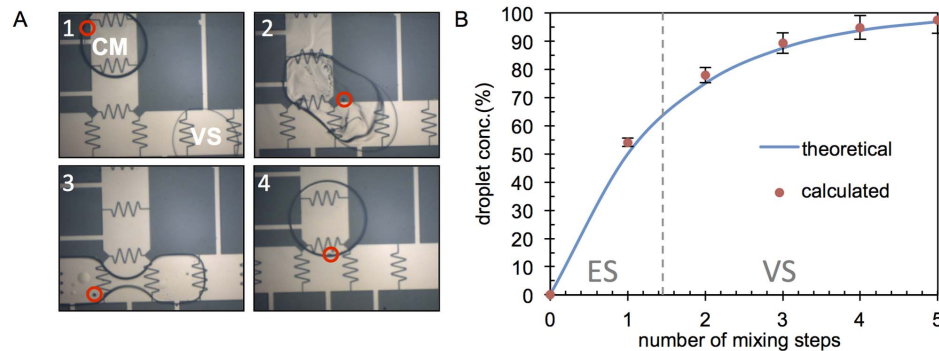 A
1
CM
VS
2
3
4
B
droplet conc.(%)
100
90
80
70
60
50
40
30
20
10
0
theoretical
calculated
ES
VS
0
1
2
3
4
5
number of mixing steps